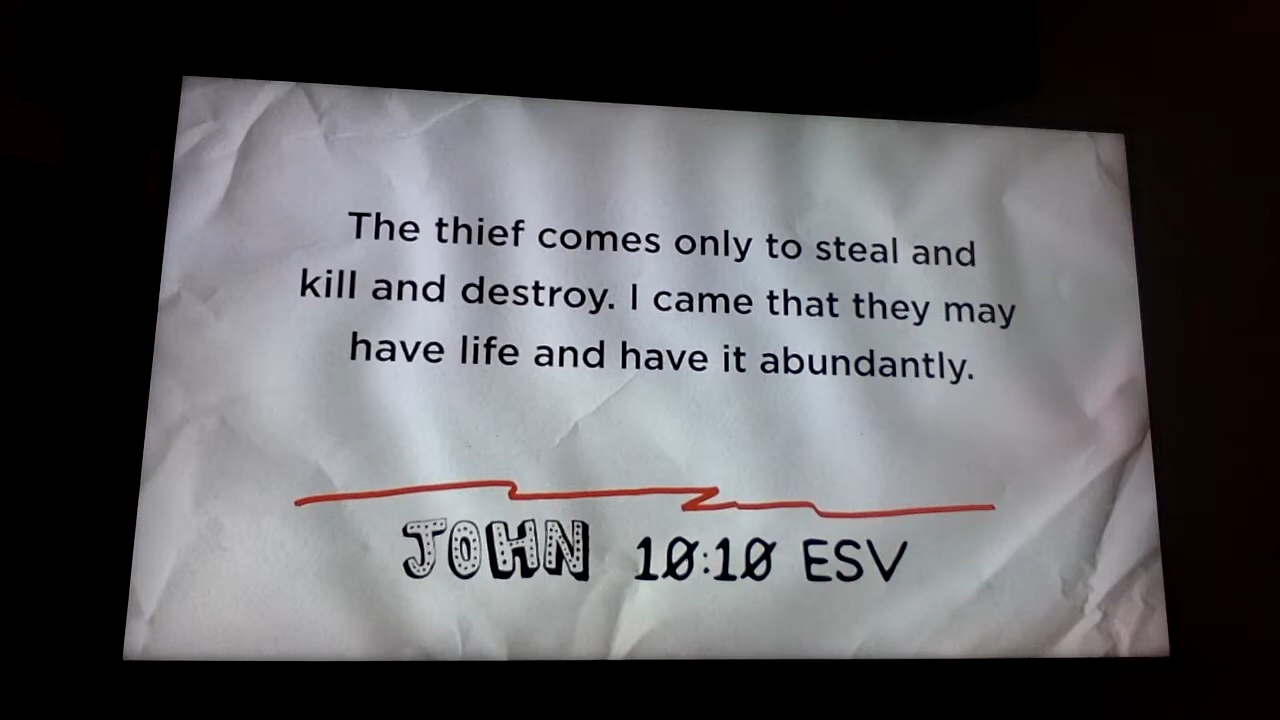 The thief comes only to steal and
kill and destroy. I came that they may
have life and have it abundantly.
JOHN 10:10 ESV